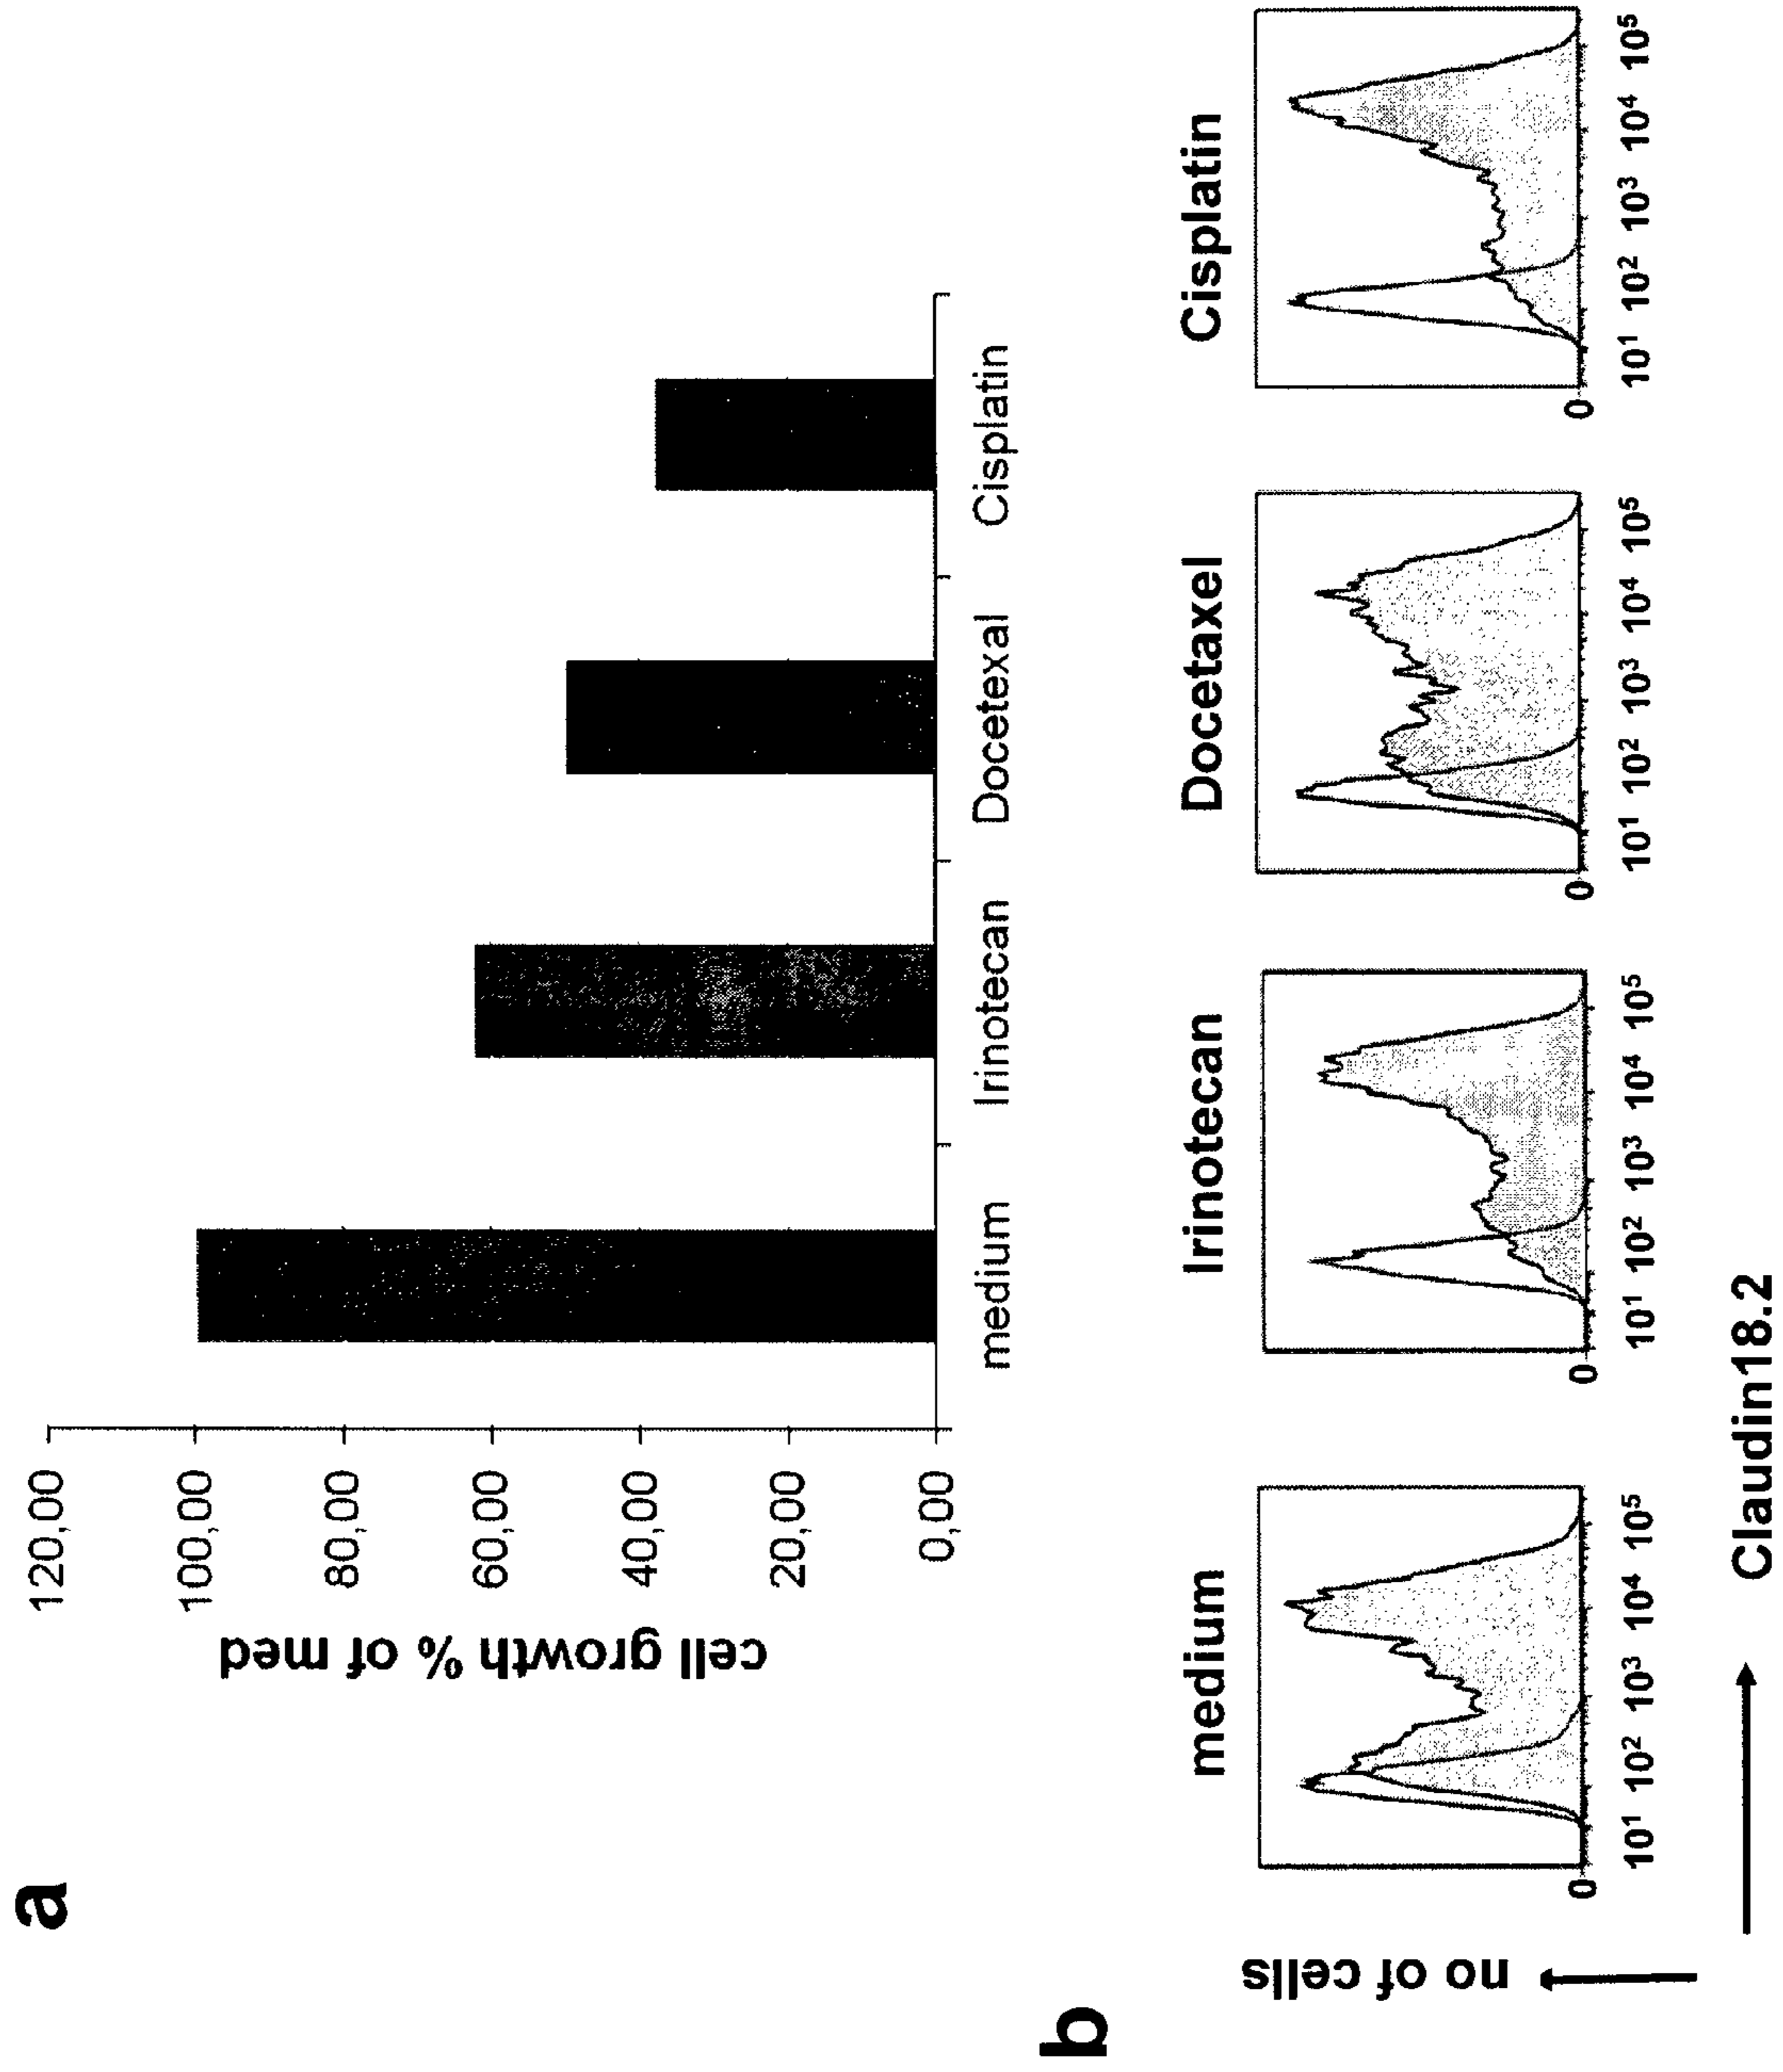 a
cell growth % of med
120,00
100,00
80,00
60,00
40,00
20,00
0,00
medium Irinotecan Docetexal Cisplatin
b
no of cells
medium Irinotecan Docetaxel Cisplatin
0 0 0 0
10¹ 10² 10³ 10⁴ 10⁵ 10¹ 10² 10³ 10⁴ 10⁵ 10¹ 10² 10³ 10⁴ 10⁵ 10¹ 10² 10³ 10⁴ 10⁵
Claudin18.2